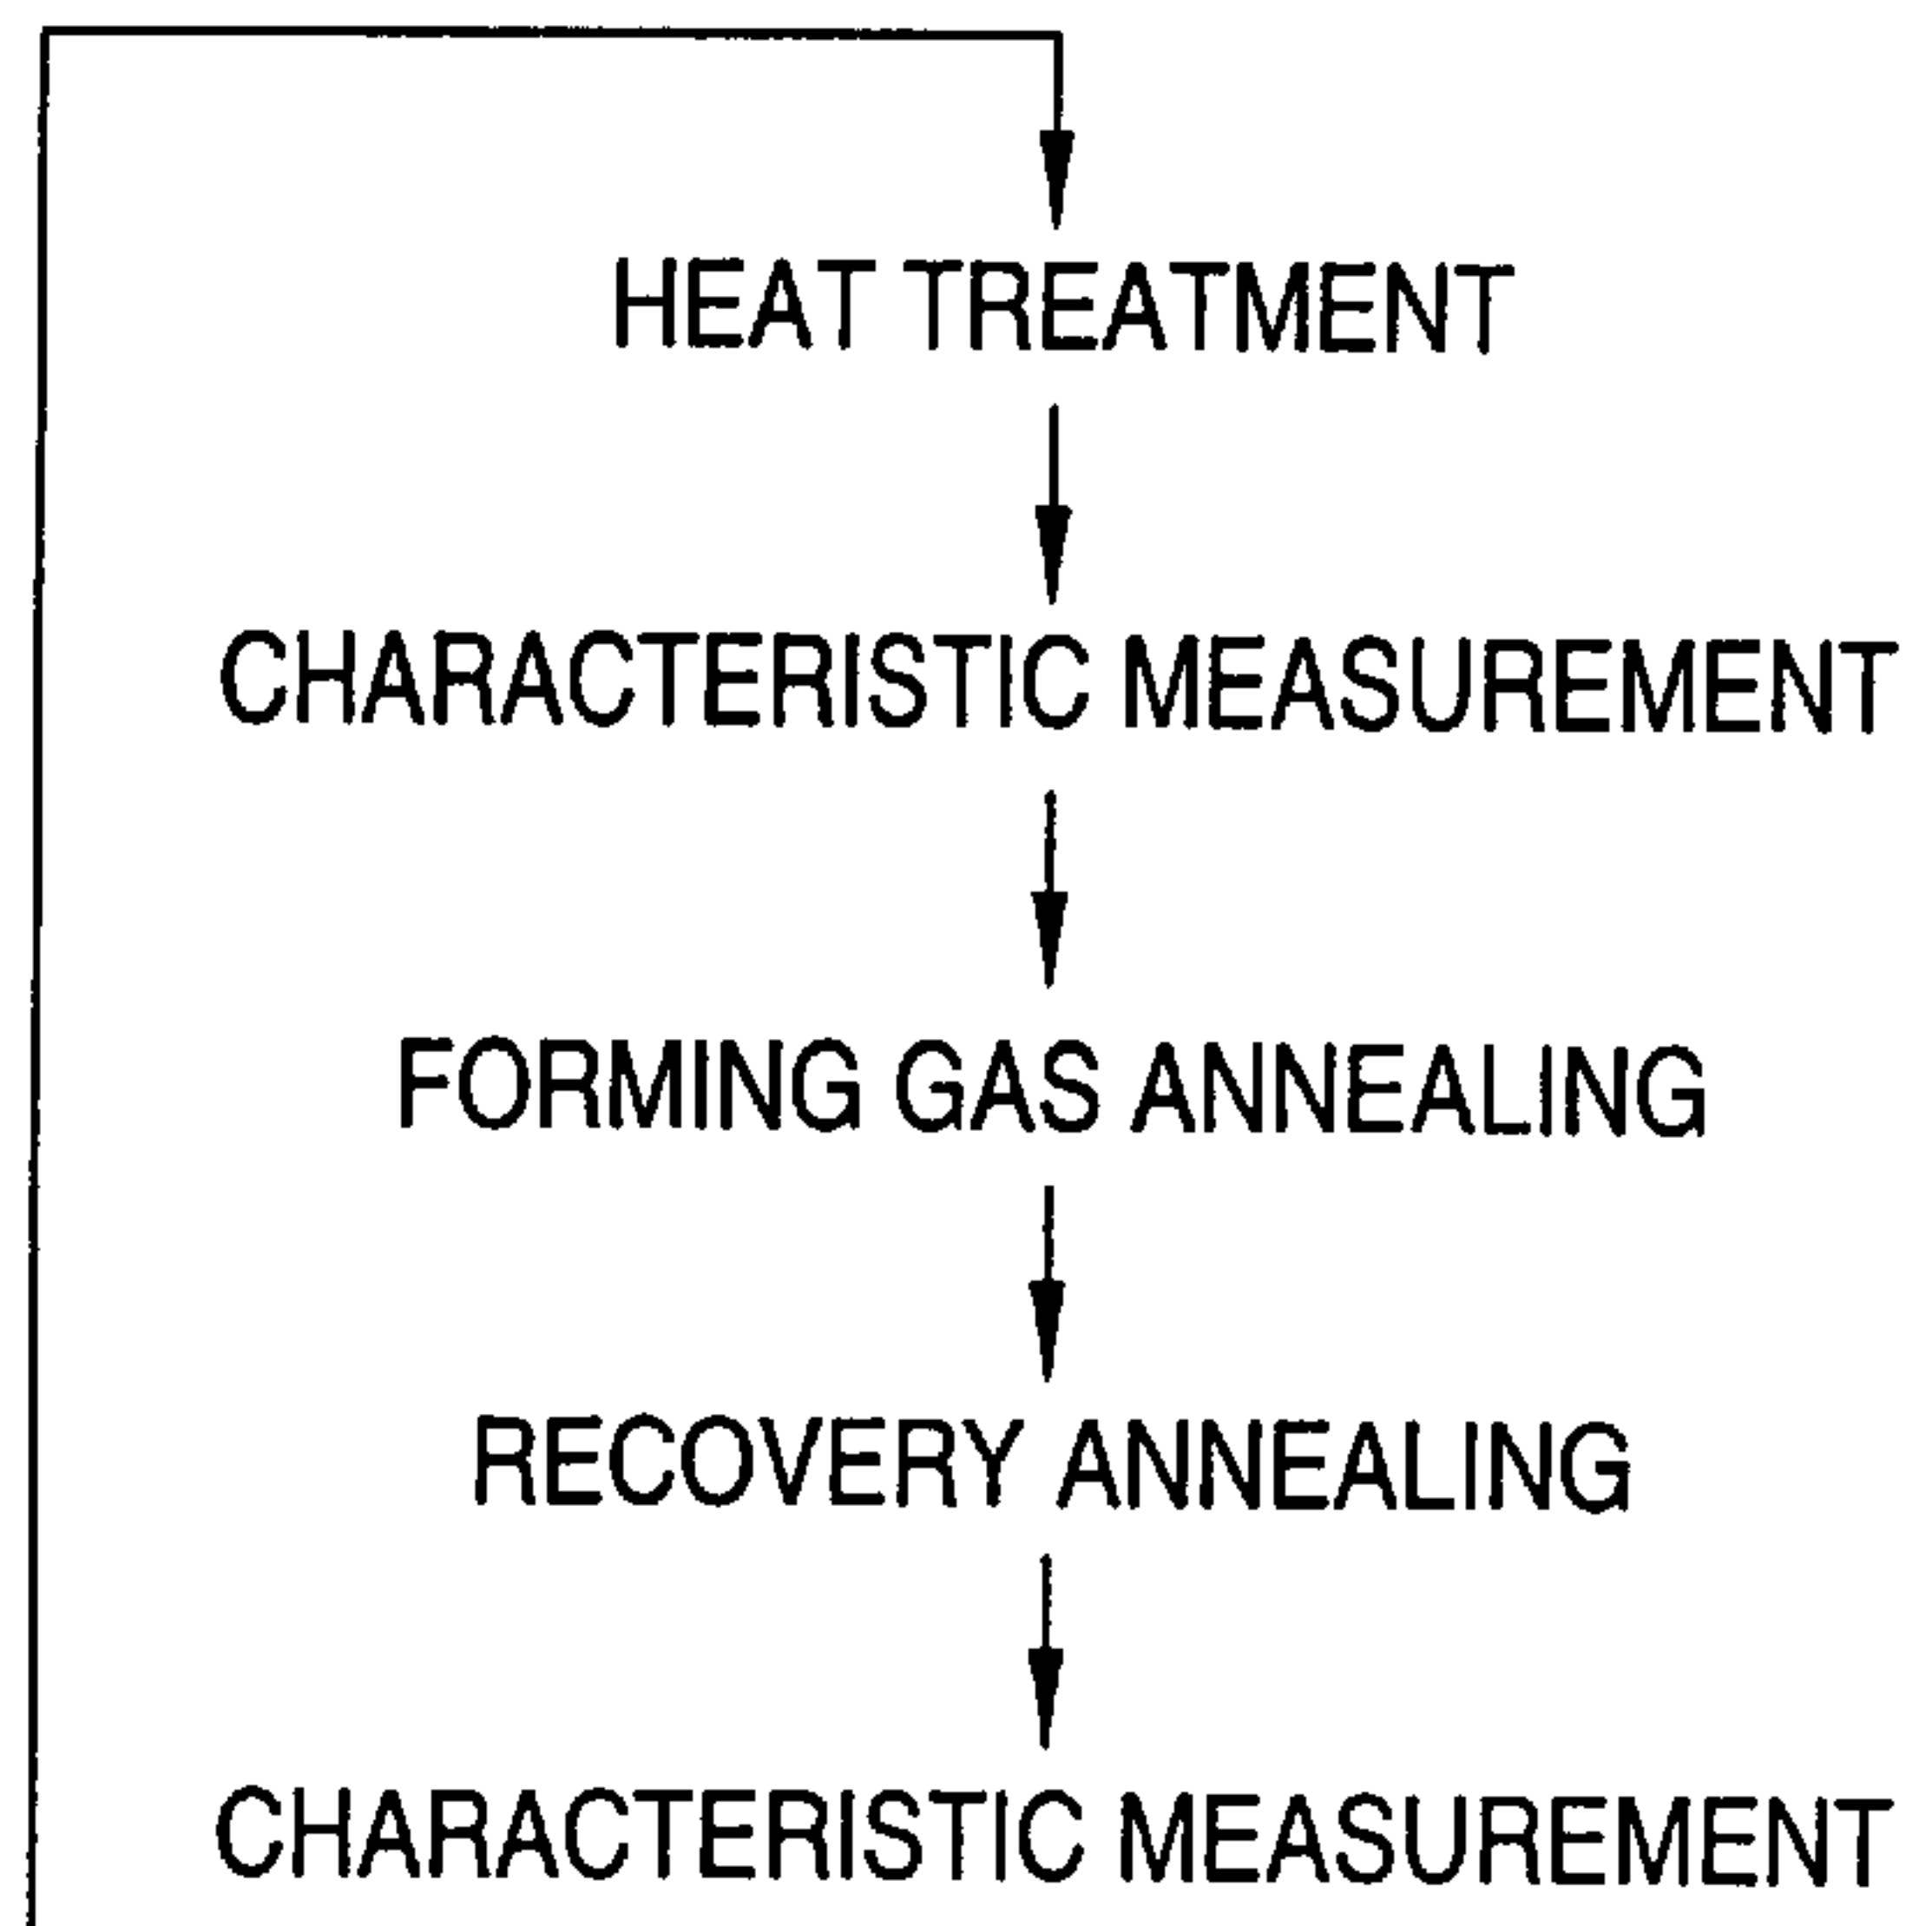 HEAT TREATMENT
CHARACTERISTIC MEASUREMENT
FORMING GAS ANNEALING
RECOVERY ANNEALING
CHARACTERISTIC MEASUREMENT